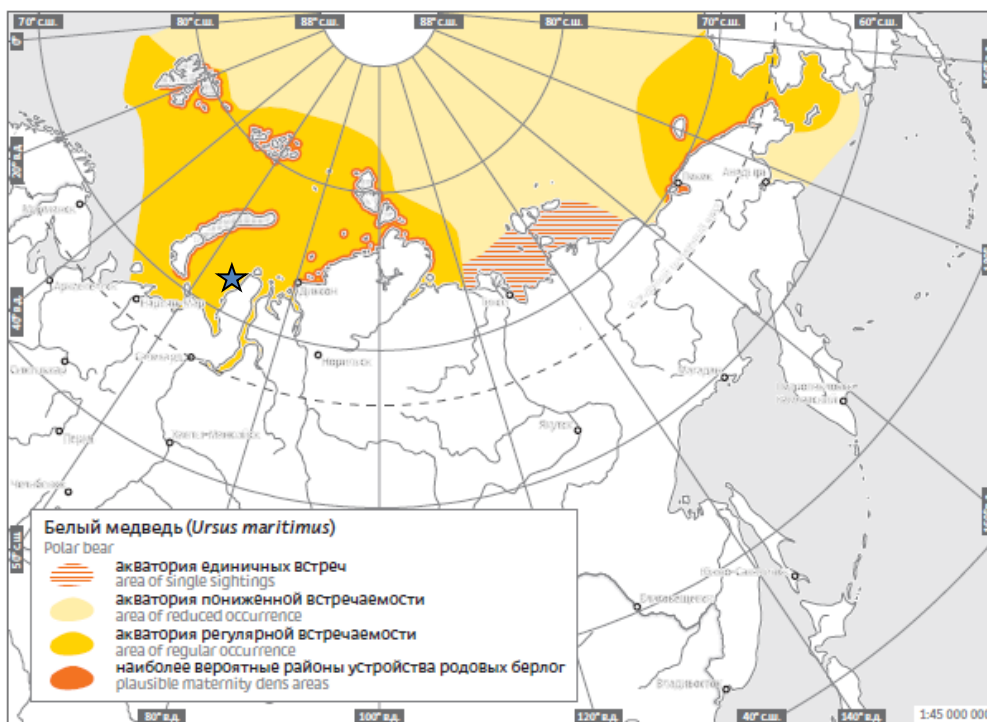 70° с.ш.
80° с.ш.
88° с.ш.
88° с.ш.
80° с.ш.
70° с.ш.
60° с.ш.
0°
20° в.д.
Мурманск
Певек
Анадырь
Архангельск
Нарьян-Мар
Диксон
Тикси
40° в.д.
Салехард
Норильск
Магадан
Пермь
Ханты-Мансийск
Якутск
Челябинск
50° с.ш.
Белый медведь (Ursus maritimus)
Polar bear
акватория единичных встреч
area of single sightings
акватория пониженной встречаемости
area of reduced occurrence
акватория регулярной встречаемости
area of regular occurrence
наиболее вероятные районы устройства родовых берлог
plausible maternity dens areas
Благовещенск
Владивосток
80° в.д.
100° в.д.
120° в.д.
40° с.ш.
140° в.д.
1:45 000 000